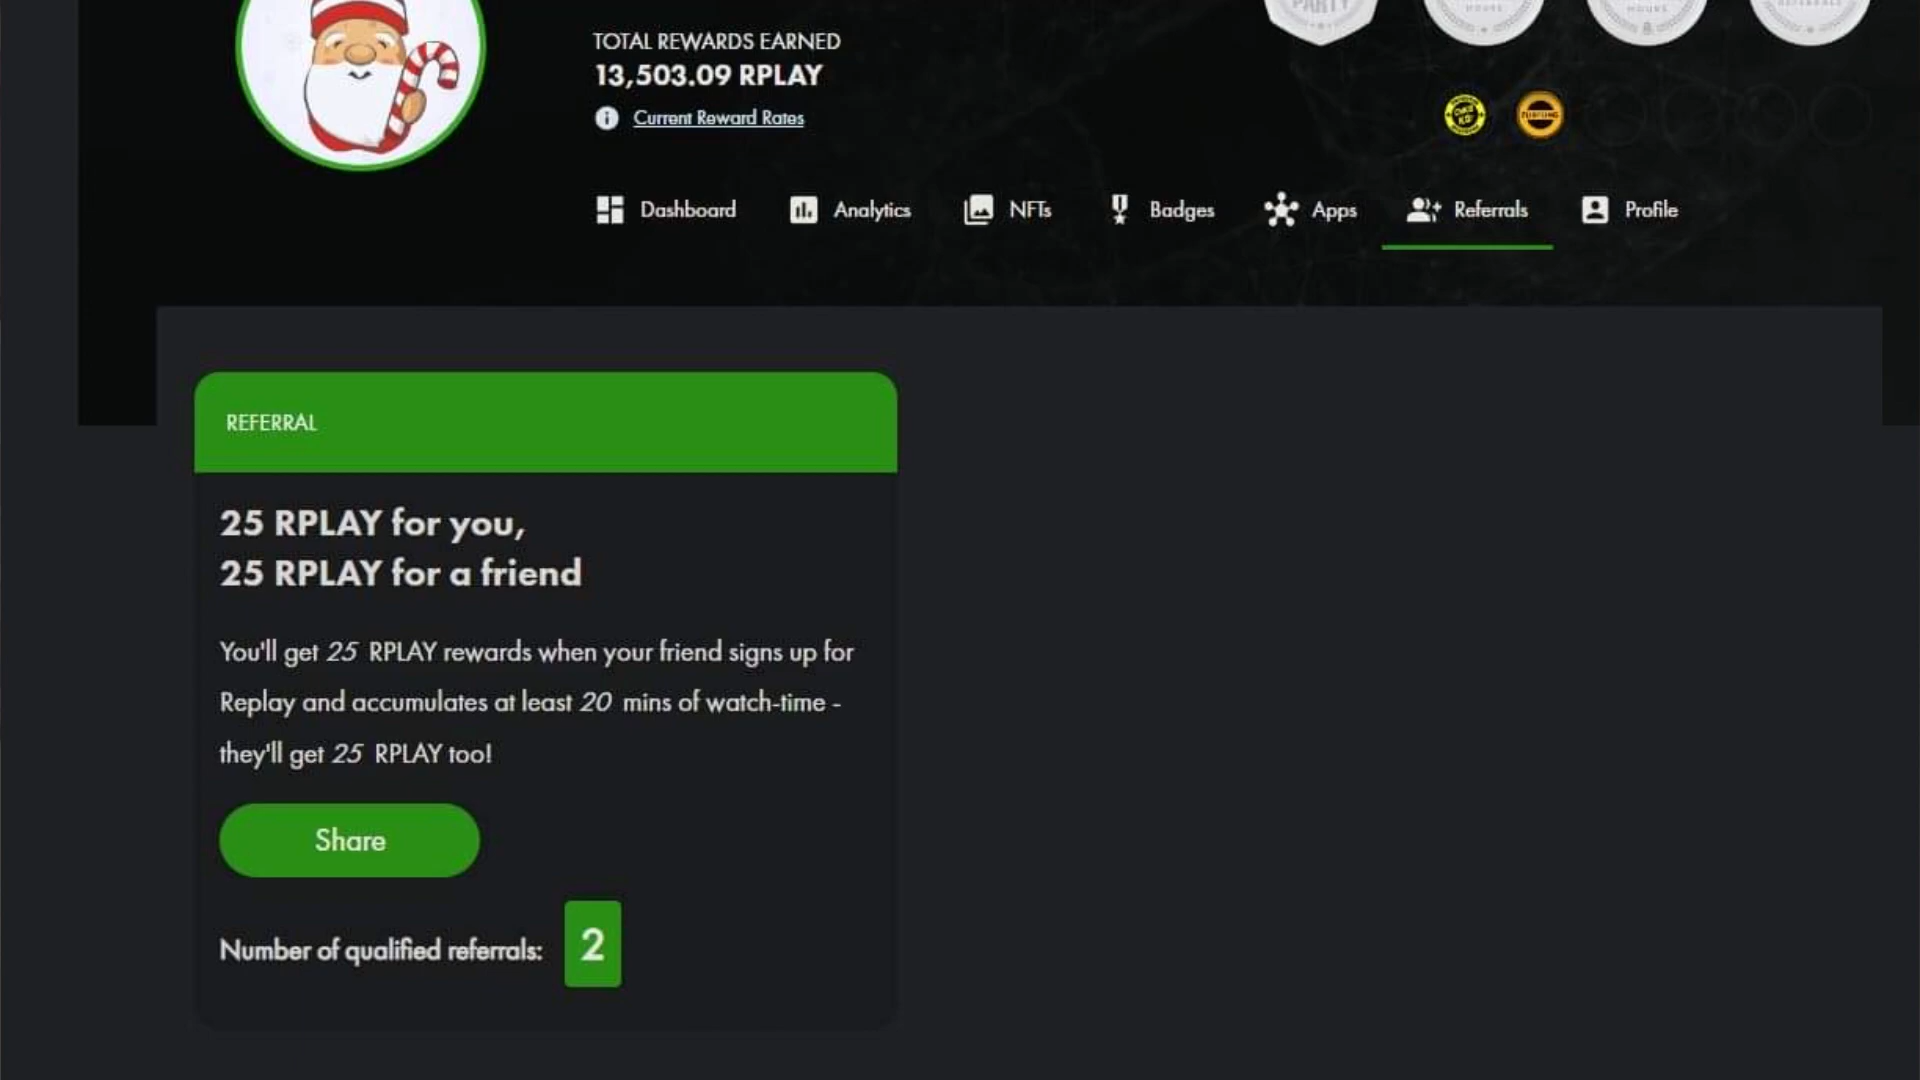 PARTY
HOURS
TOTAL REWARDS EARNED
13,503.09 RPLAY
Current Reward Rates
Dashboard
Analytics
NFTs
Badges
Apps
Referrals
Profile
REFERRAL
25 RPLAY for you,
25 RPLAY for a friend
You'll get 25 RPLAY rewards when your friend signs up for
Replay and accumulates at least 20 mins of watch-time -
they'll get 25 RPLAY too!
Share
Number of qualified referrals: 2